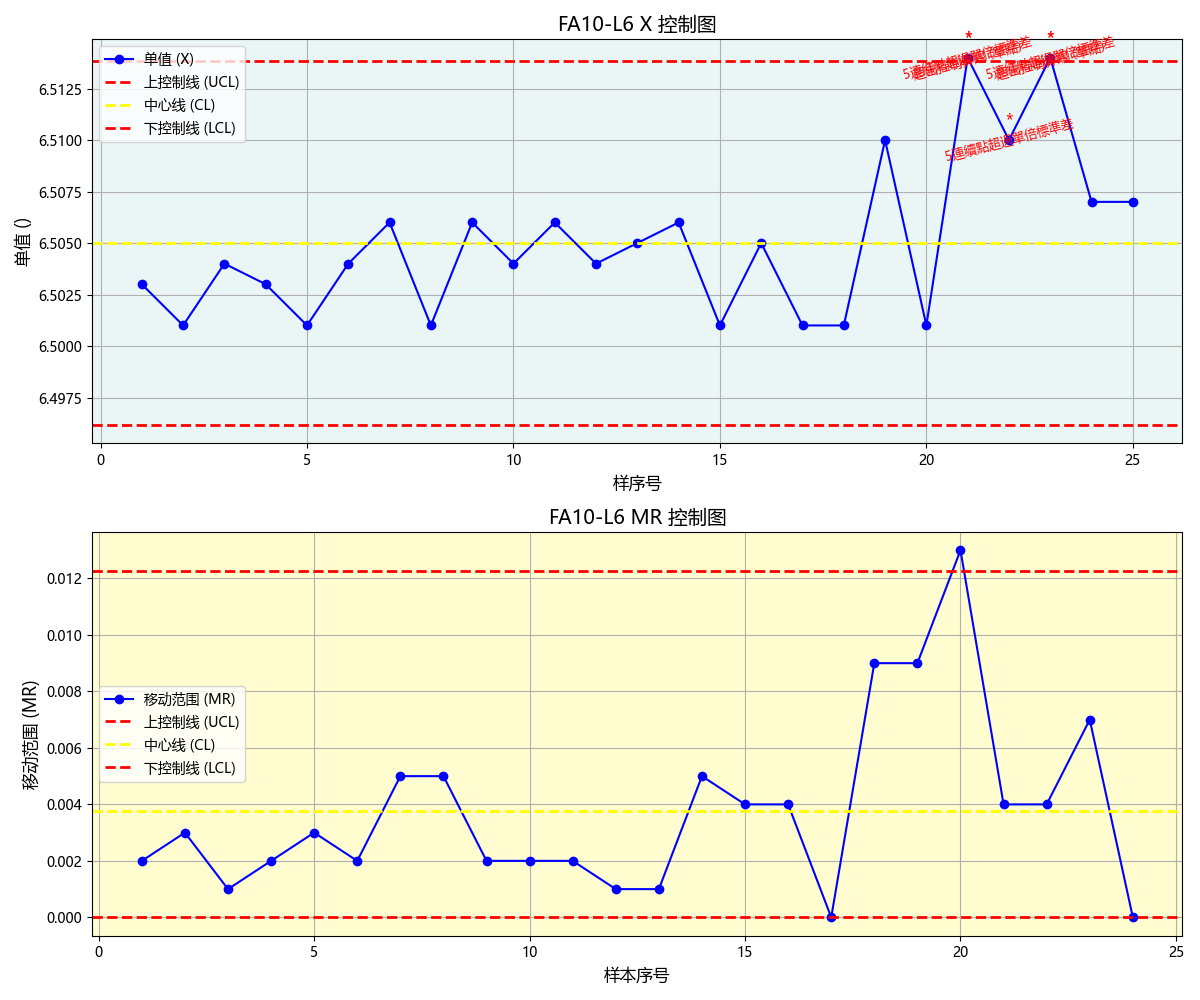 FA10-L6 X 控制图
单值 (X)
上控制线 (UCL)
中心线 (CL)
下控制线 (LCL)
*
*
*
5連續點超過單倍標準差
6.5125
6.5100
6.5075
6.5050
6.5025
6.5000
6.4975
单值 ()
0 5 10 15 20 25
样序号
FA10-L6 MR 控制图
0.012
0.010
0.008
0.006
0.004
0.002
0.000
移动范围 (MR)
移动范围 (MR)
上控制线 (UCL)
中心线 (CL)
下控制线 (LCL)
0 5 10 15 20 25
样本序号